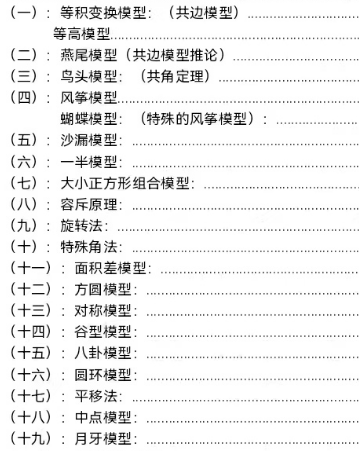 （一）：等积变换模型：（共边模型）……………………
等高模型……………………………………………
（二）：燕尾模型（共边模型推论）……………………
（三）：鸟头模型：（共角定理）………………………
（四）：风筝模型……………………………………
蝴蝶模型：（特殊的风筝模型）：…………………
（五）：沙漏模型：……………………………………
（六）：一半模型：……………………………………
（七）：大小正方形组合模型：…………………………
（八）：容斥原理：……………………………………
（九）：旋转法：………………………………………
（十）：特殊角法：……………………………………
（十一）：面积差模型：…………………………………
（十二）：方圆模型：……………………………………
（十三）：对称模型：……………………………………
（十四）：谷型模型：……………………………………
（十五）：八卦模型：……………………………………
（十六）：圆环模型：……………………………………
（十七）：平移法：………………………………………
（十八）：中点模型：……………………………………
（十九）：月牙模型：……………………………………